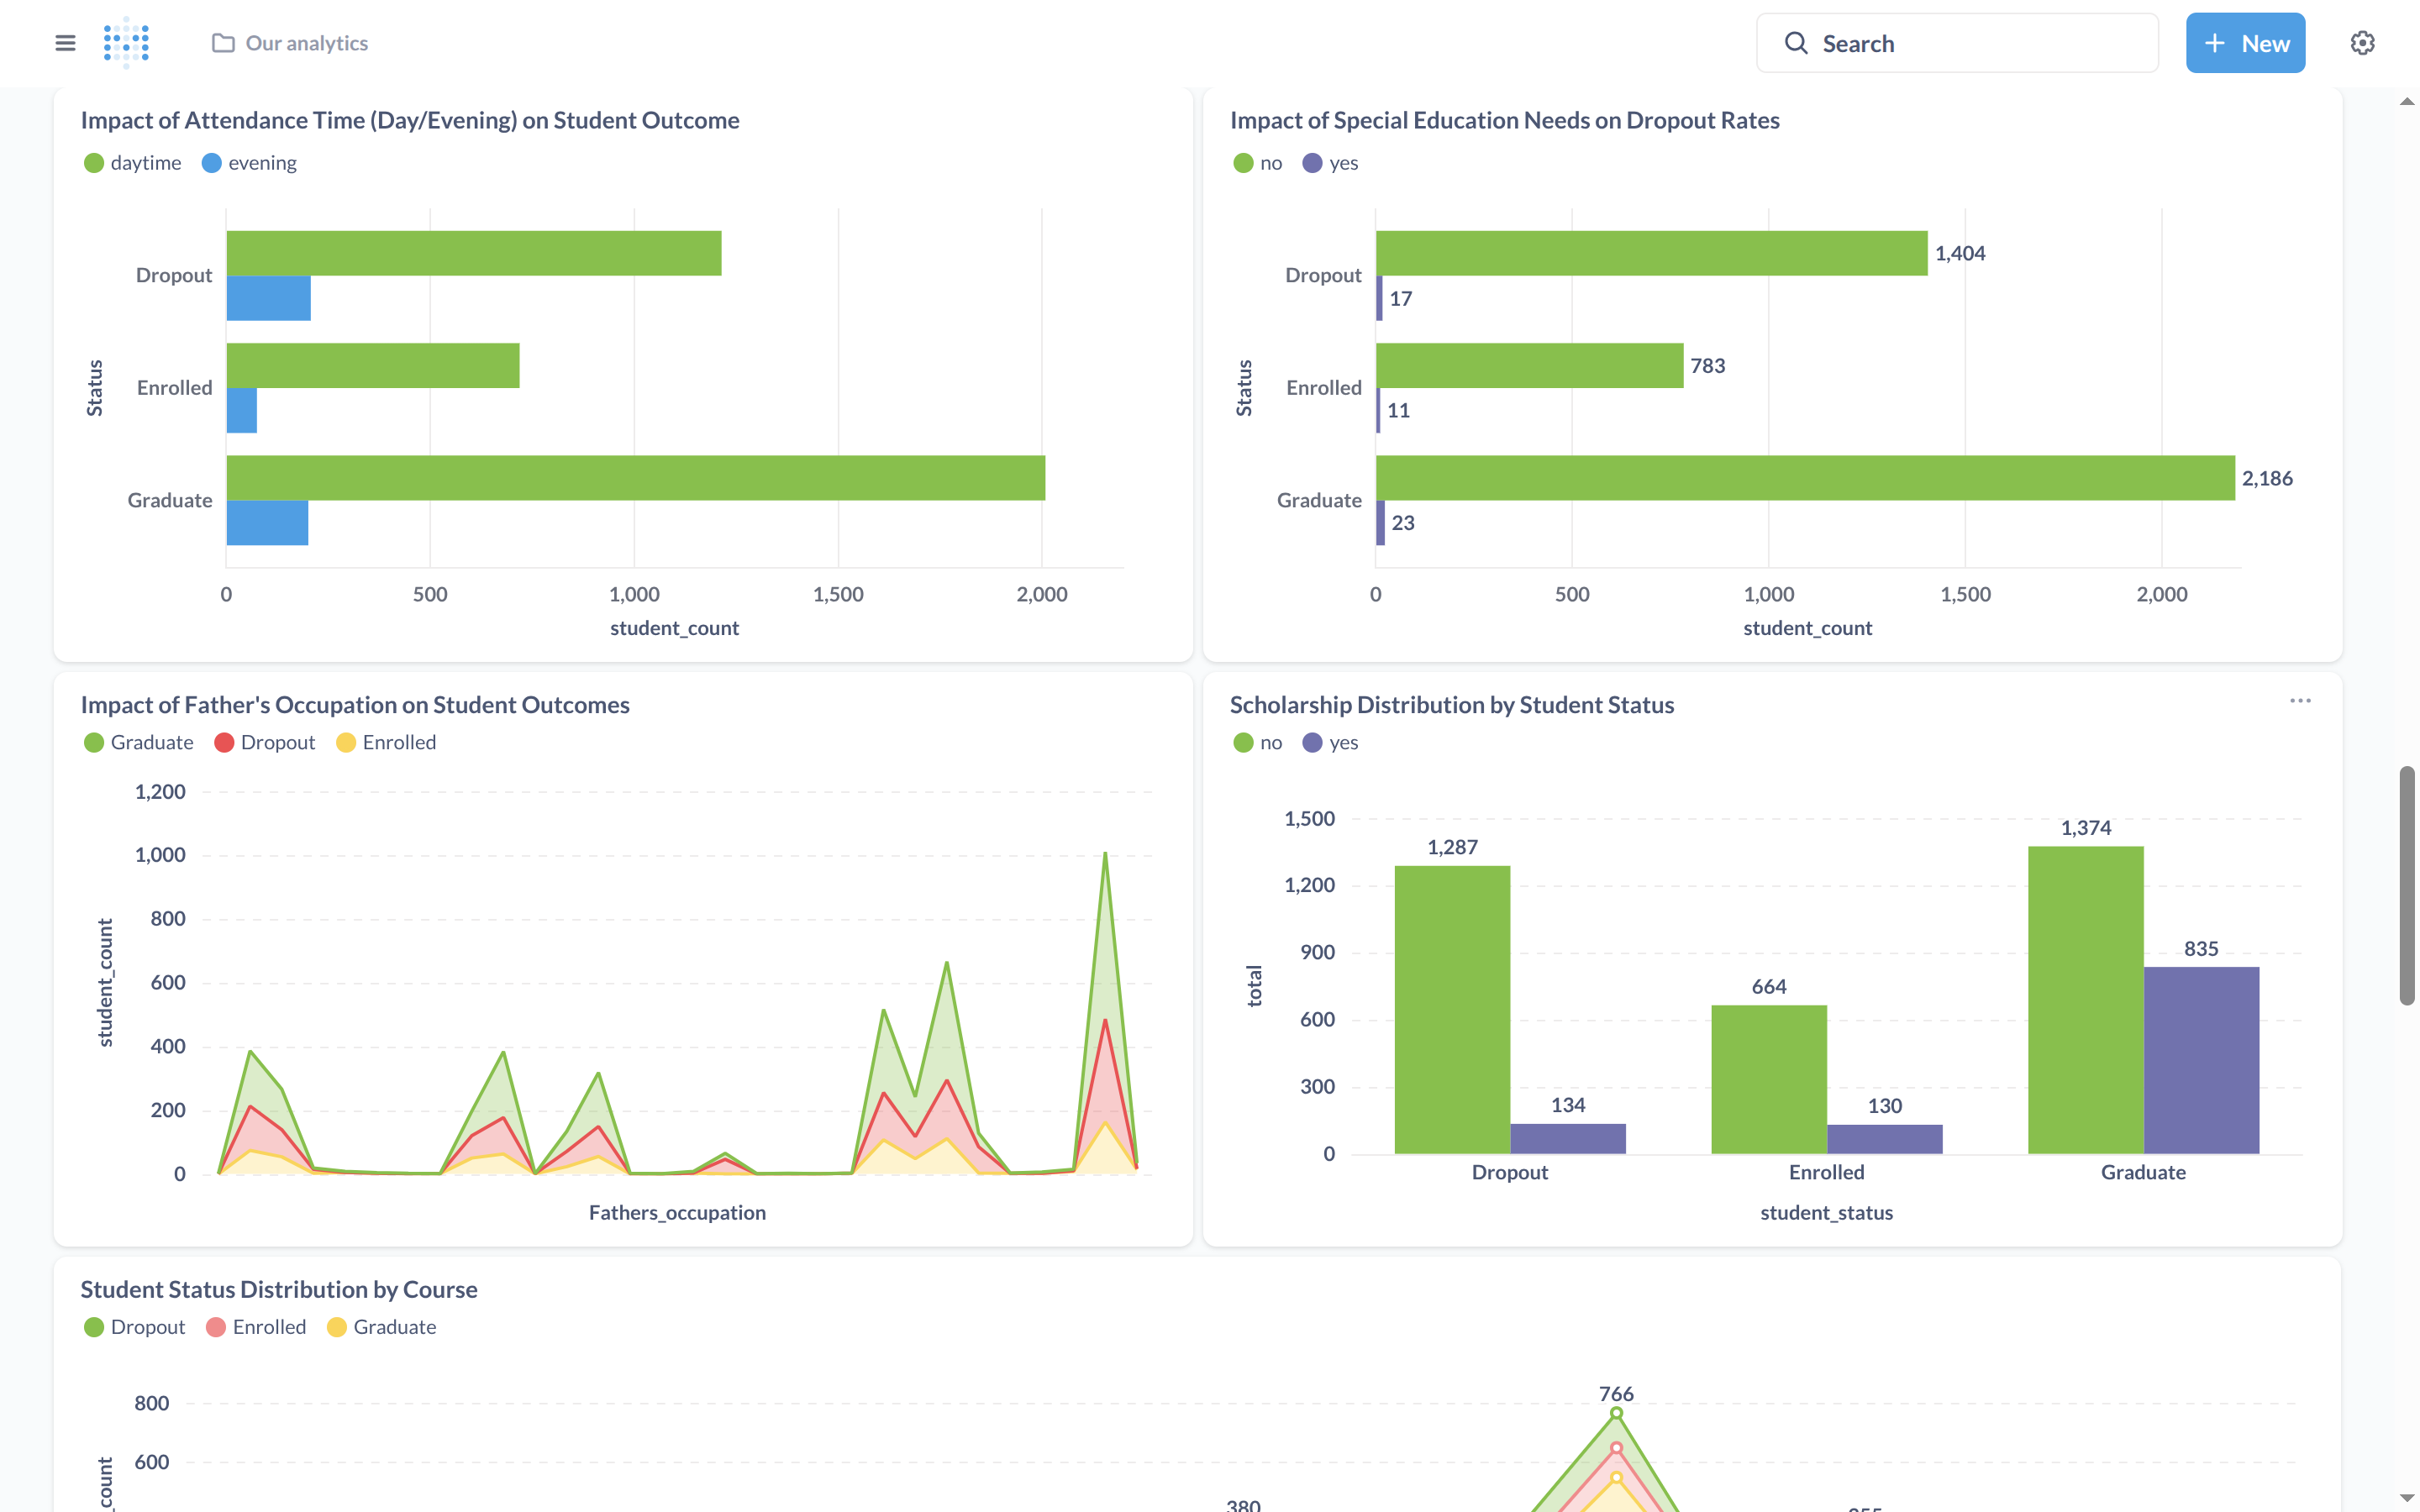 Our analytics
Search
+ New
Impact of Attendance Time (Day/Evening) on Student Outcome
daytime evening
Status
Dropout
Enrolled
Graduate
0 500 1,000 1,500 2,000
student_count
Impact of Special Education Needs on Dropout Rates
no yes
Status
Dropout
1,404
17
Enrolled
783
11
Graduate
2,186
23
0 500 1,000 1,500 2,000
student_count
Impact of Father's Occupation on Student Outcomes
Graduate Dropout Enrolled
student_count
1,200
1,000
800
600
400
200
0
Fathers_occupation
Scholarship Distribution by Student Status
no yes
total
1,500
1,200
900
600
300
0
1,287
134
664
130
1,374
835
Dropout Enrolled Graduate
student_status
Student Status Distribution by Course
Dropout Enrolled Graduate
800
600
766
380
_count